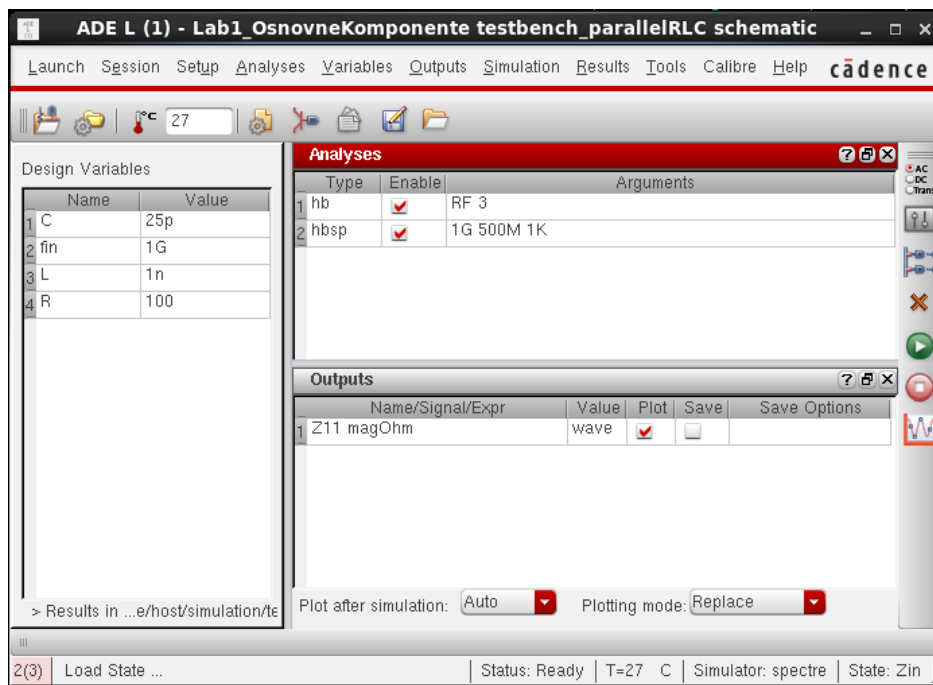 ADE L (1) - Lab1_OsnovneKomponente testbench_parallelRLC schematic
Launch Session Setup Analyses Variables Outputs Simulation Results Tools Calibre Help cādence
°C 27
Design Variables
Name Value
1 C 25p
2 fin 1G
3 L 1n
4 R 100
> Results in ...e/host/simulation/te
Analyses
Type Enable Arguments
1 hb RF 3
2 hbsp 1G 500M 1K
Outputs
Name/Signal/Expr Value Plot Save Save Options
1 Z11 magOhm wave
Plot after simulation: Auto Plotting mode: Replace
AC
DC
Trans
2(3) Load State ... Status: Ready T=27 C Simulator: spectre State: Zin